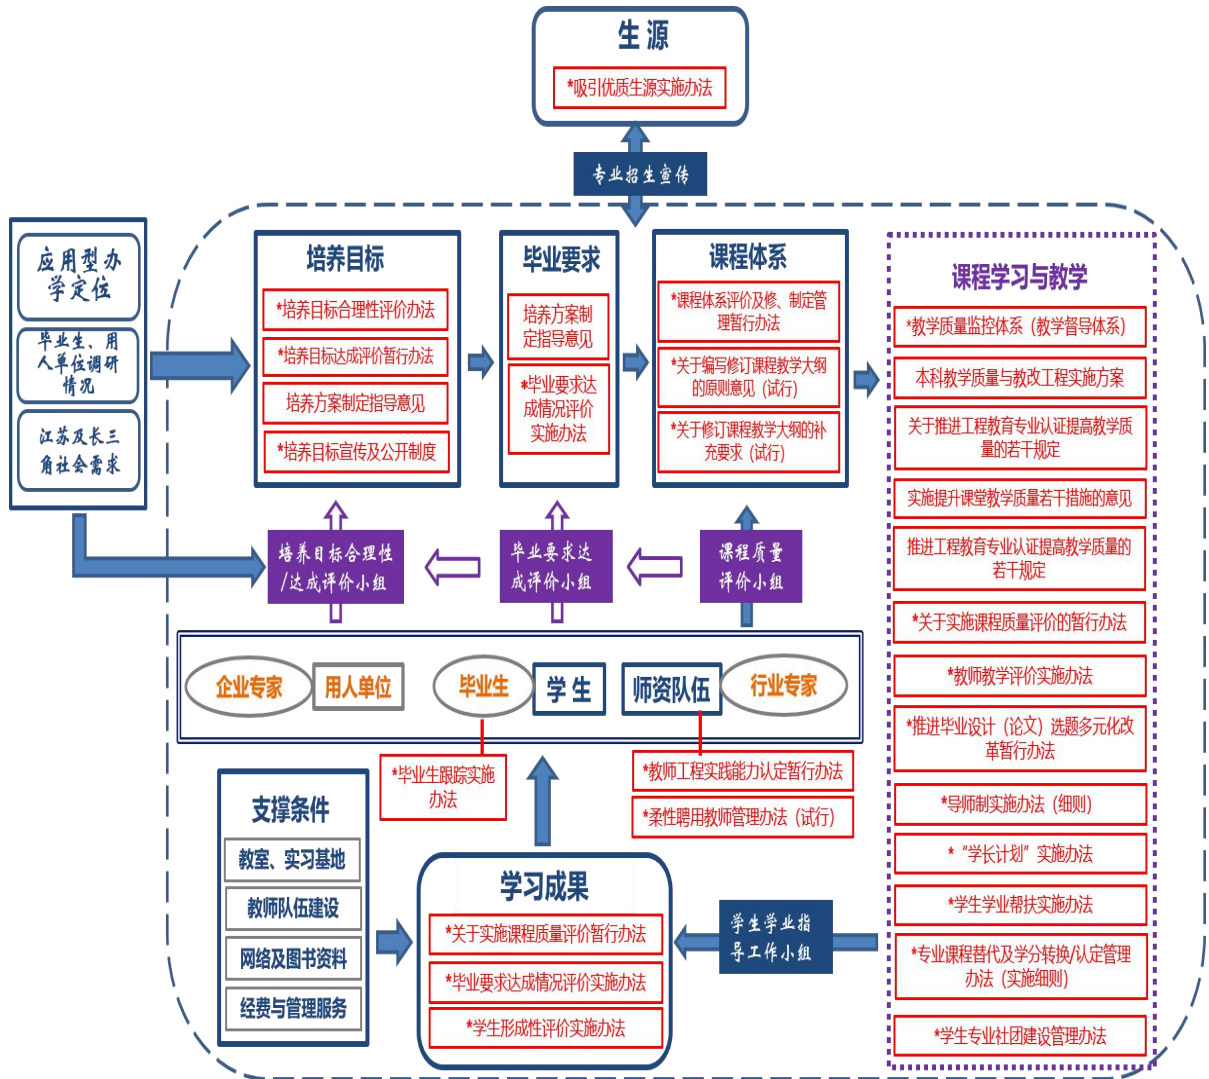 生 源
*吸引优质生源实施办法
专业招生宣传
应用型办
学定位
毕业生、用
人单位调研
情况
江苏及长三
角社会需求
培养目标
*培养目标合理性评价办法
*培养目标达成评价暂行办法
培养方案制定指导意见
*培养目标宣传及公开制度
毕业要求
培养方案制
定指导意见
*毕业要求达
成情况评价
实施办法
课程体系
*课程体系评价及修、制定管
理暂行办法
*关于编写修订课程教学大纲
的原则意见（试行）
*关于修订课程教学大纲的补
充要求（试行）
课程学习与教学
*教学质量监控体系（教学督导体系）
本科教学质量与教改工程实施方案
关于推进工程教育专业认证提高教学质
量的若干规定
实施提升课堂教学质量若干措施的意见
推进工程教育专业认证提高教学质量的
若干规定
*关于实施课程质量评价的暂行办法
*教师教学评价实施办法
*推进毕业设计（论文）选题多元化改
革暂行办法
*导师制实施办法（细则）
*“学长计划”实施办法
*学生学业帮扶实施办法
*专业课程替代及学分转换/认定管理
办法（实施细则）
*学生专业社团建设管理办法
培养目标合理性
/达成评价小组
毕业要求达
成评价小组
课程质量
评价小组
企业专家
用人单位
毕业生
学 生
师资队伍
行业专家
*毕业生跟踪实施
办法
*教师工程实践能力认定暂行办法
*柔性聘用教师管理办法（试行）
支撑条件
教室、实习基地
教师队伍建设
网络及图书资料
经费与管理服务
学习成果
*关于实施课程质量评价暂行办法
*毕业要求达成情况评价实施办法
*学生形成性评价实施办法
学生学业指
导工作小组